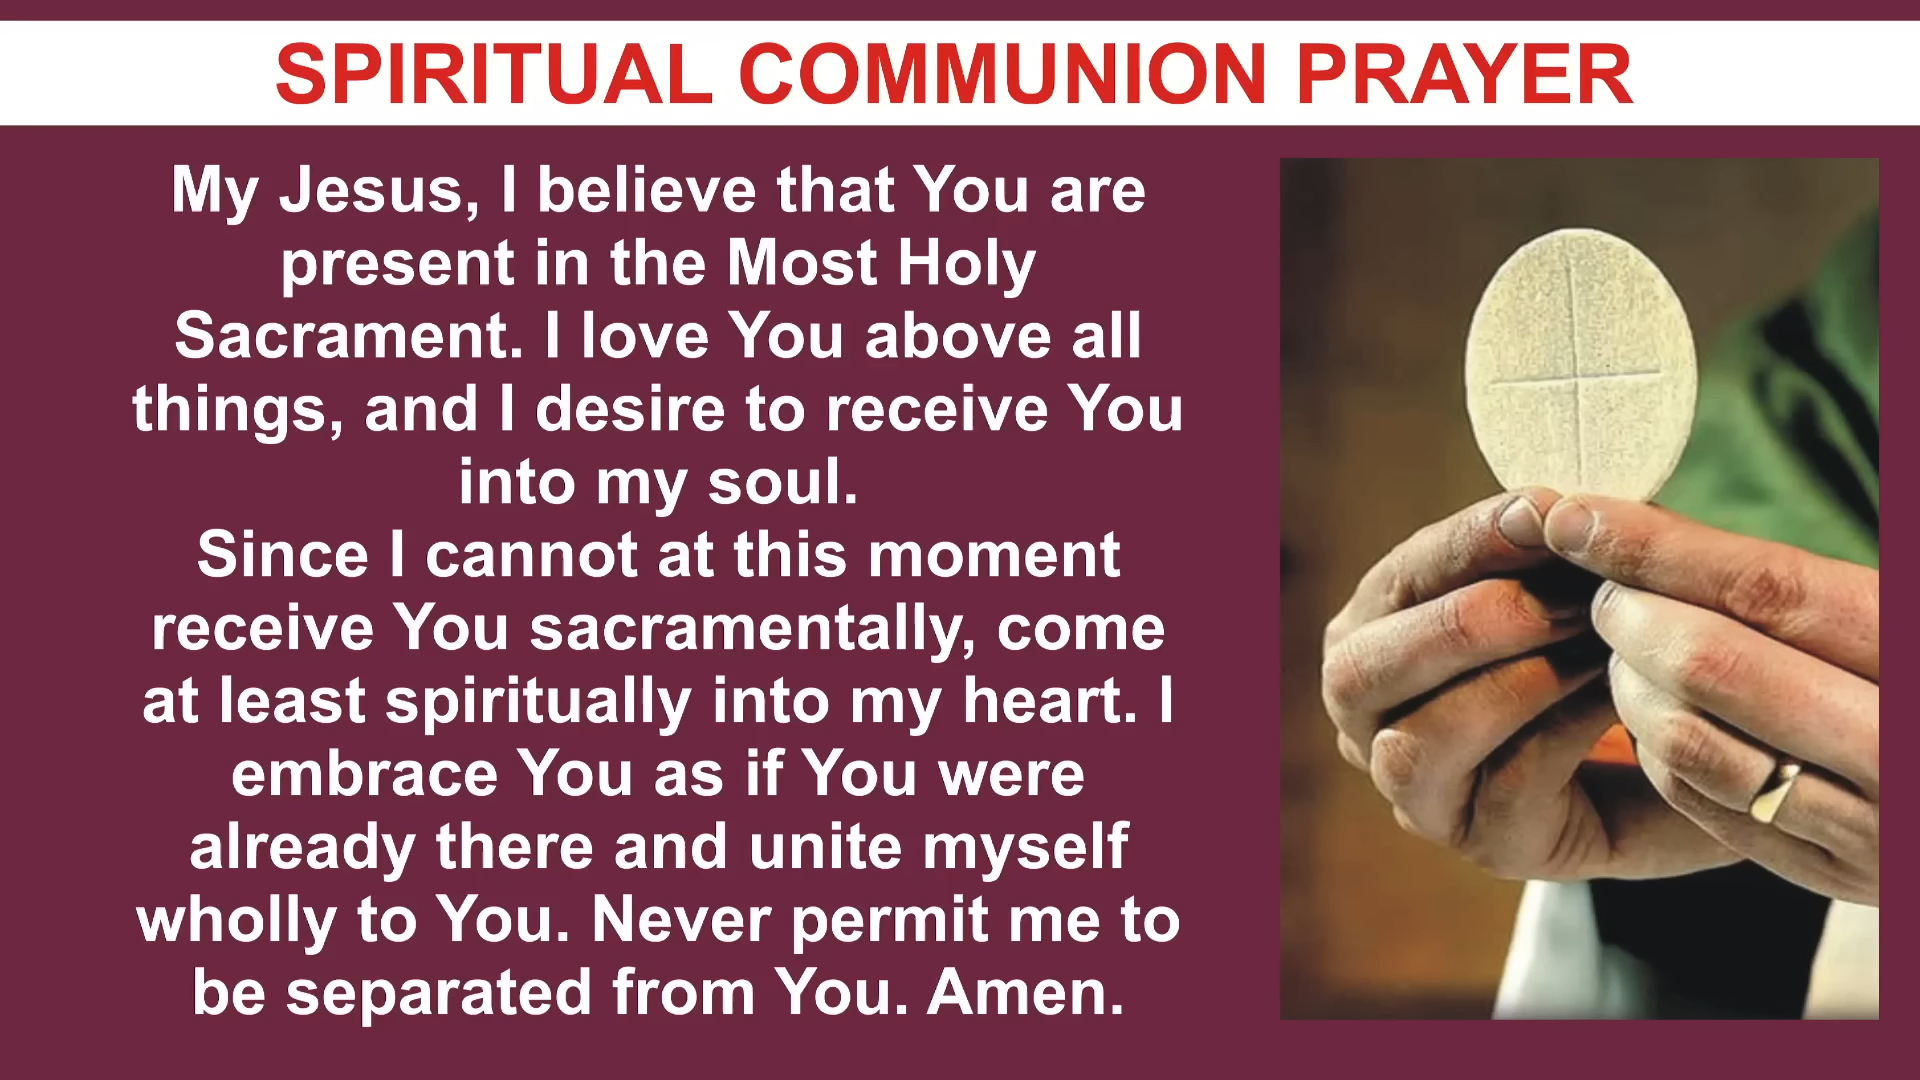 SPIRITUAL COMMUNION PRAYER
My Jesus, I believe that You are
present in the Most Holy
Sacrament. I love You above all
things, and I desire to receive You
into my soul.
Since I cannot at this moment
receive You sacramentally, come
at least spiritually into my heart. I
embrace You as if You were
already there and unite myself
wholly to You. Never permit me to
be separated from You. Amen.